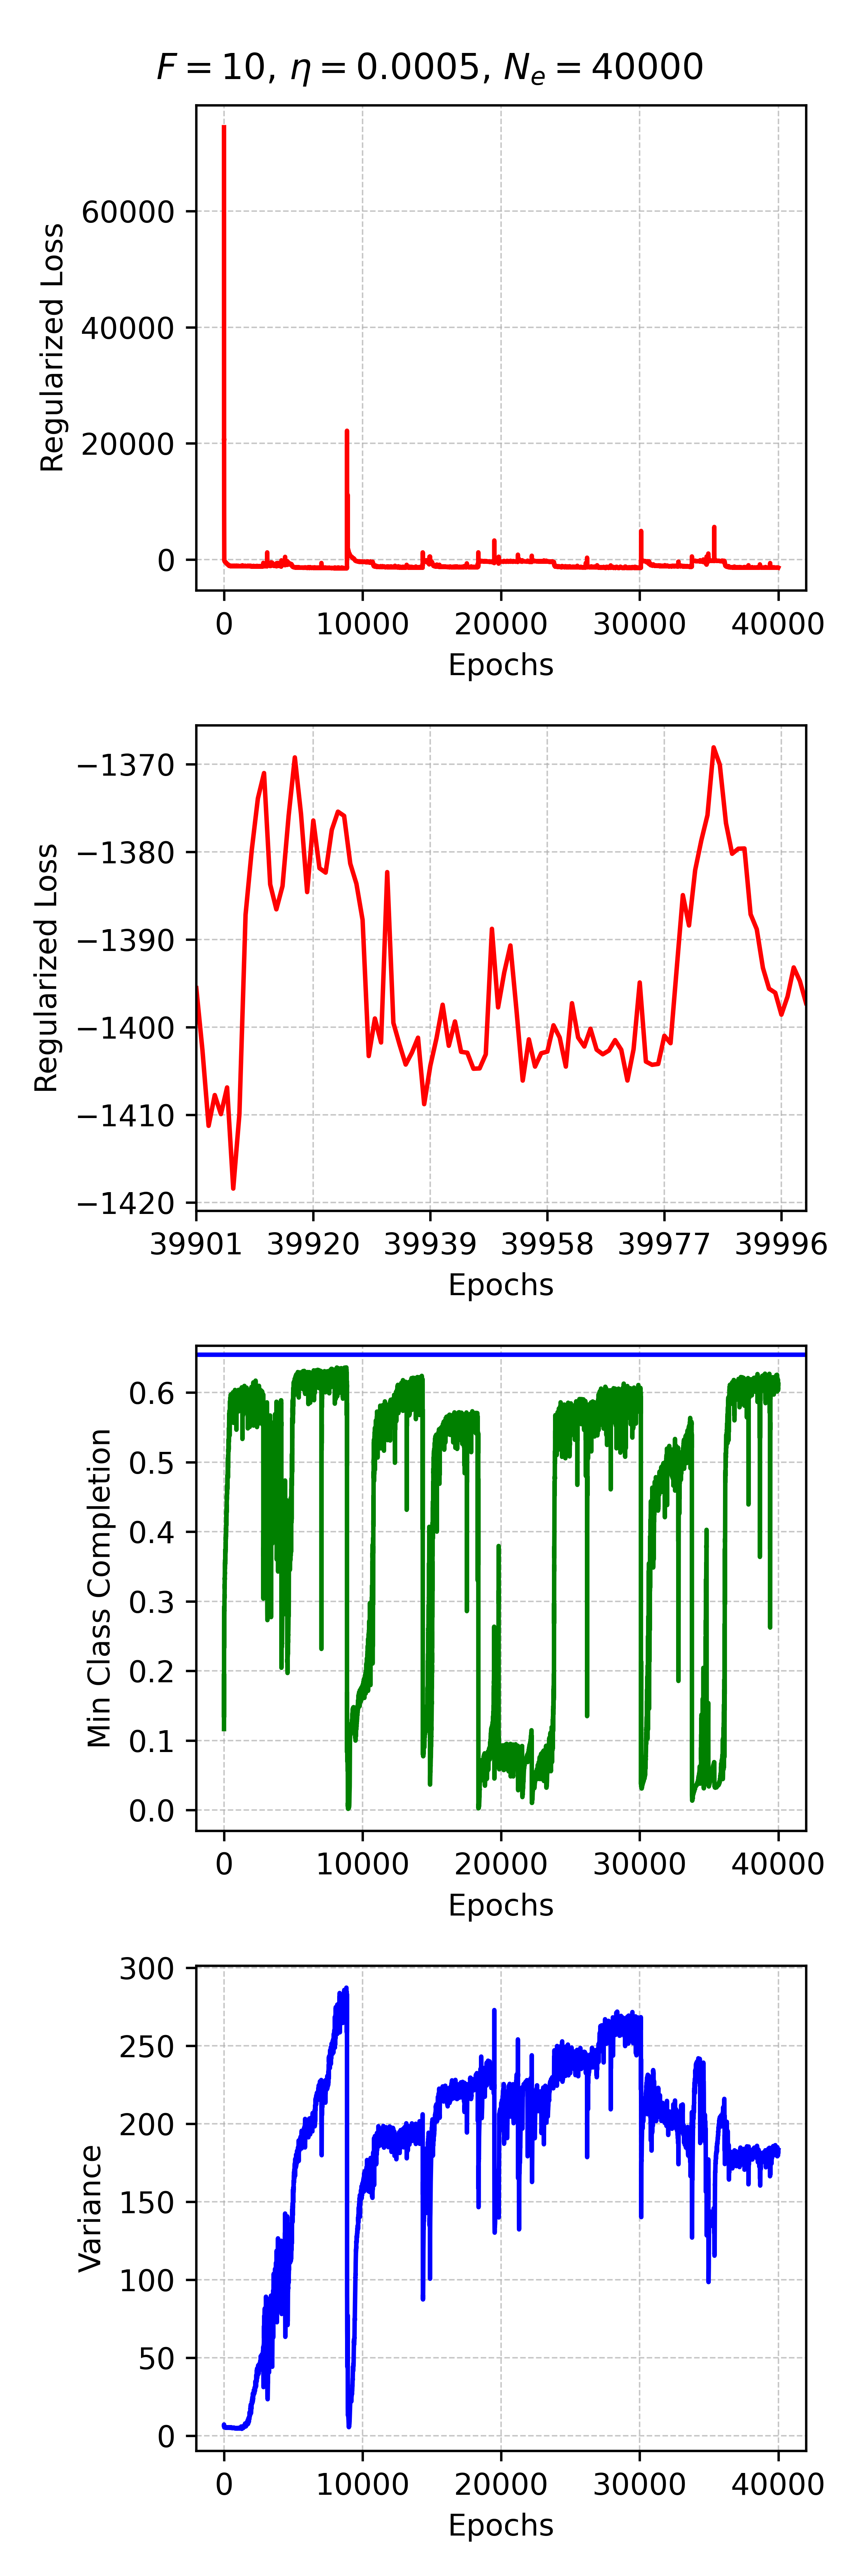 F = 10, η = 0.0005, Nₑ = 40000
60000
40000
20000
0
Regularized Loss
0 10000 20000 30000 40000
Epochs
−1370
−1380
−1390
−1400
−1410
−1420
Regularized Loss
39901 39920 39939 39958 39977 39996
Epochs
0.6
0.5
0.4
0.3
0.2
0.1
0.0
Min Class Completion
0 10000 20000 30000 40000
Epochs
300
250
200
150
100
50
0
Variance
0 10000 20000 30000 40000
Epochs